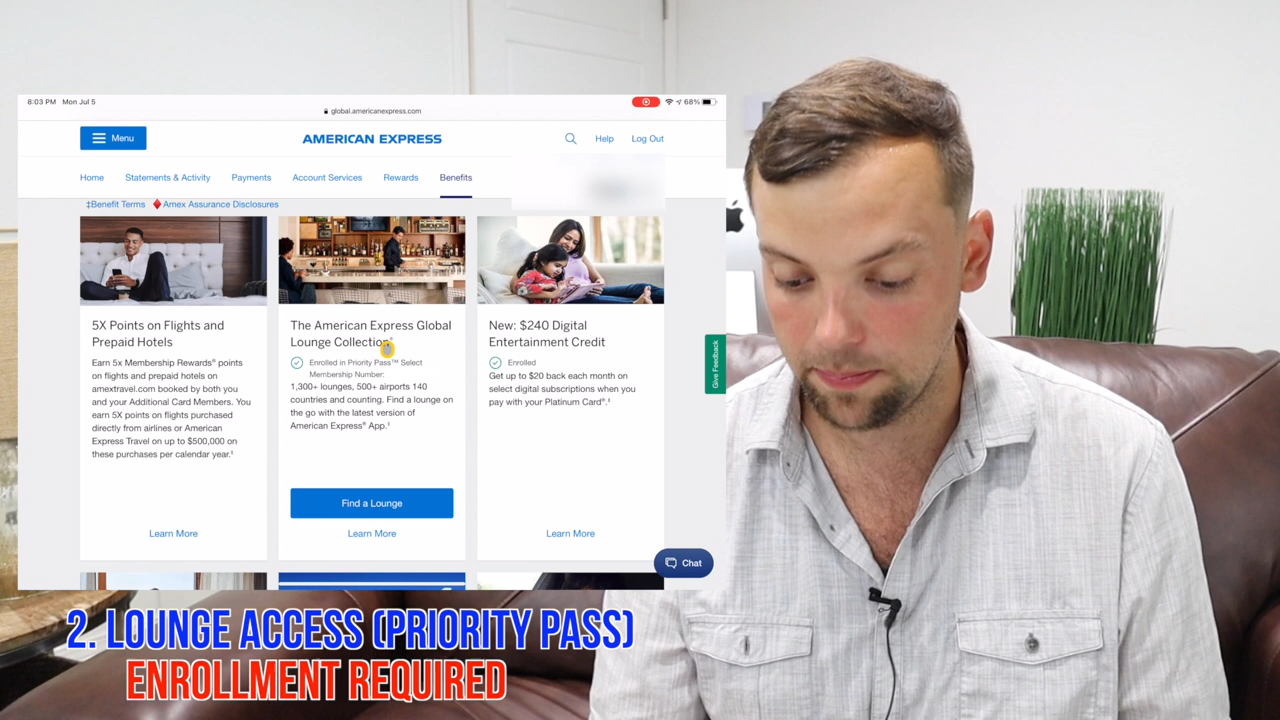 8:03 PM Mon Jul 5
68%
global.americanexpress.com
Menu
AMERICAN EXPRESS
Help
Log Out
Home
Statements & Activity
Payments
Account Services
Rewards
Benefits
‡Benefit Terms
Amex Assurance Disclosures
5X Points on Flights and
Prepaid Hotels
Earn 5x Membership Rewards® points
on flights and prepaid hotels on
amextravel.com booked by both you
and your Additional Card Members. You
earn 5X points on flights purchased
directly from airlines or American
Express Travel on up to $500,000 on
these purchases per calendar year.‡
Learn More
The American Express Global
Lounge Collection®
Enrolled in Priority Pass™ Select
Membership Number:
1,300+ lounges, 500+ airports 140
countries and counting. Find a lounge on
the go with the latest version of
American Express® App.‡
Find a Lounge
Learn More
New: $240 Digital
Entertainment Credit
Enrolled
Get up to $20 back each month on
select digital subscriptions when you
pay with your Platinum Card®.‡
Learn More
Give Feedback
Chat
2. LOUNGE ACCESS (PRIORITY PASS)
ENROLLMENT REQUIRED